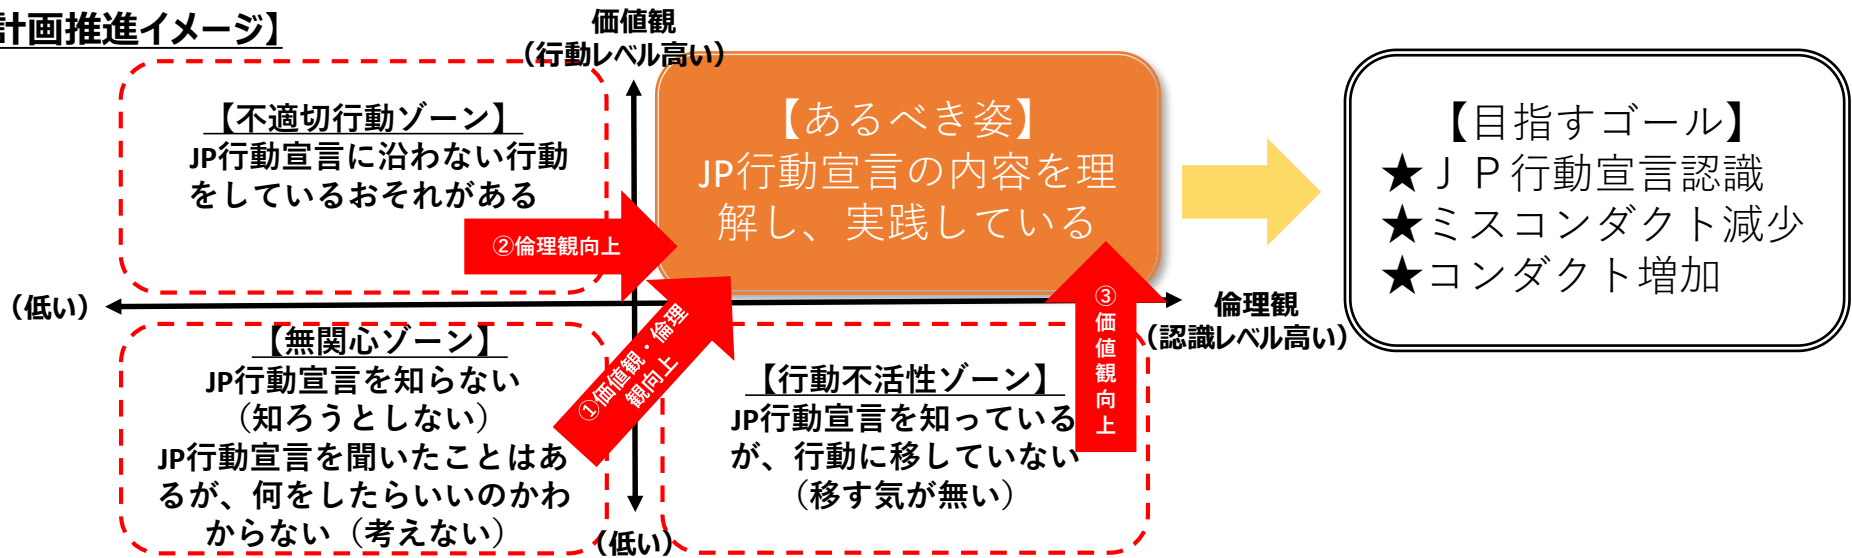 計画推進イメージ】
価値観
（行動レベル高い）
【不適切行動ゾーン】
JP行動宣言に沿わない行動
をしているおそれがある
②倫理観向上
【あるべき姿】
JP行動宣言の内容を理
解し、実践している
【目指すゴール】
★ＪＰ行動宣言認識
★ミスコンダクト減少
★コンダクト増加
（低い）
倫理観
（認識レベル高い）
【無関心ゾーン】
JP行動宣言を知らない
（知ろうとしない）
JP行動宣言を聞いたことはあ
るが、何をしたらいいのかわ
からない（考えない）
①価値観・倫理
観向上
【行動不活性ゾーン】
JP行動宣言を知っている
が、行動に移していない
（移す気が無い）
③価値観向上
（低い）